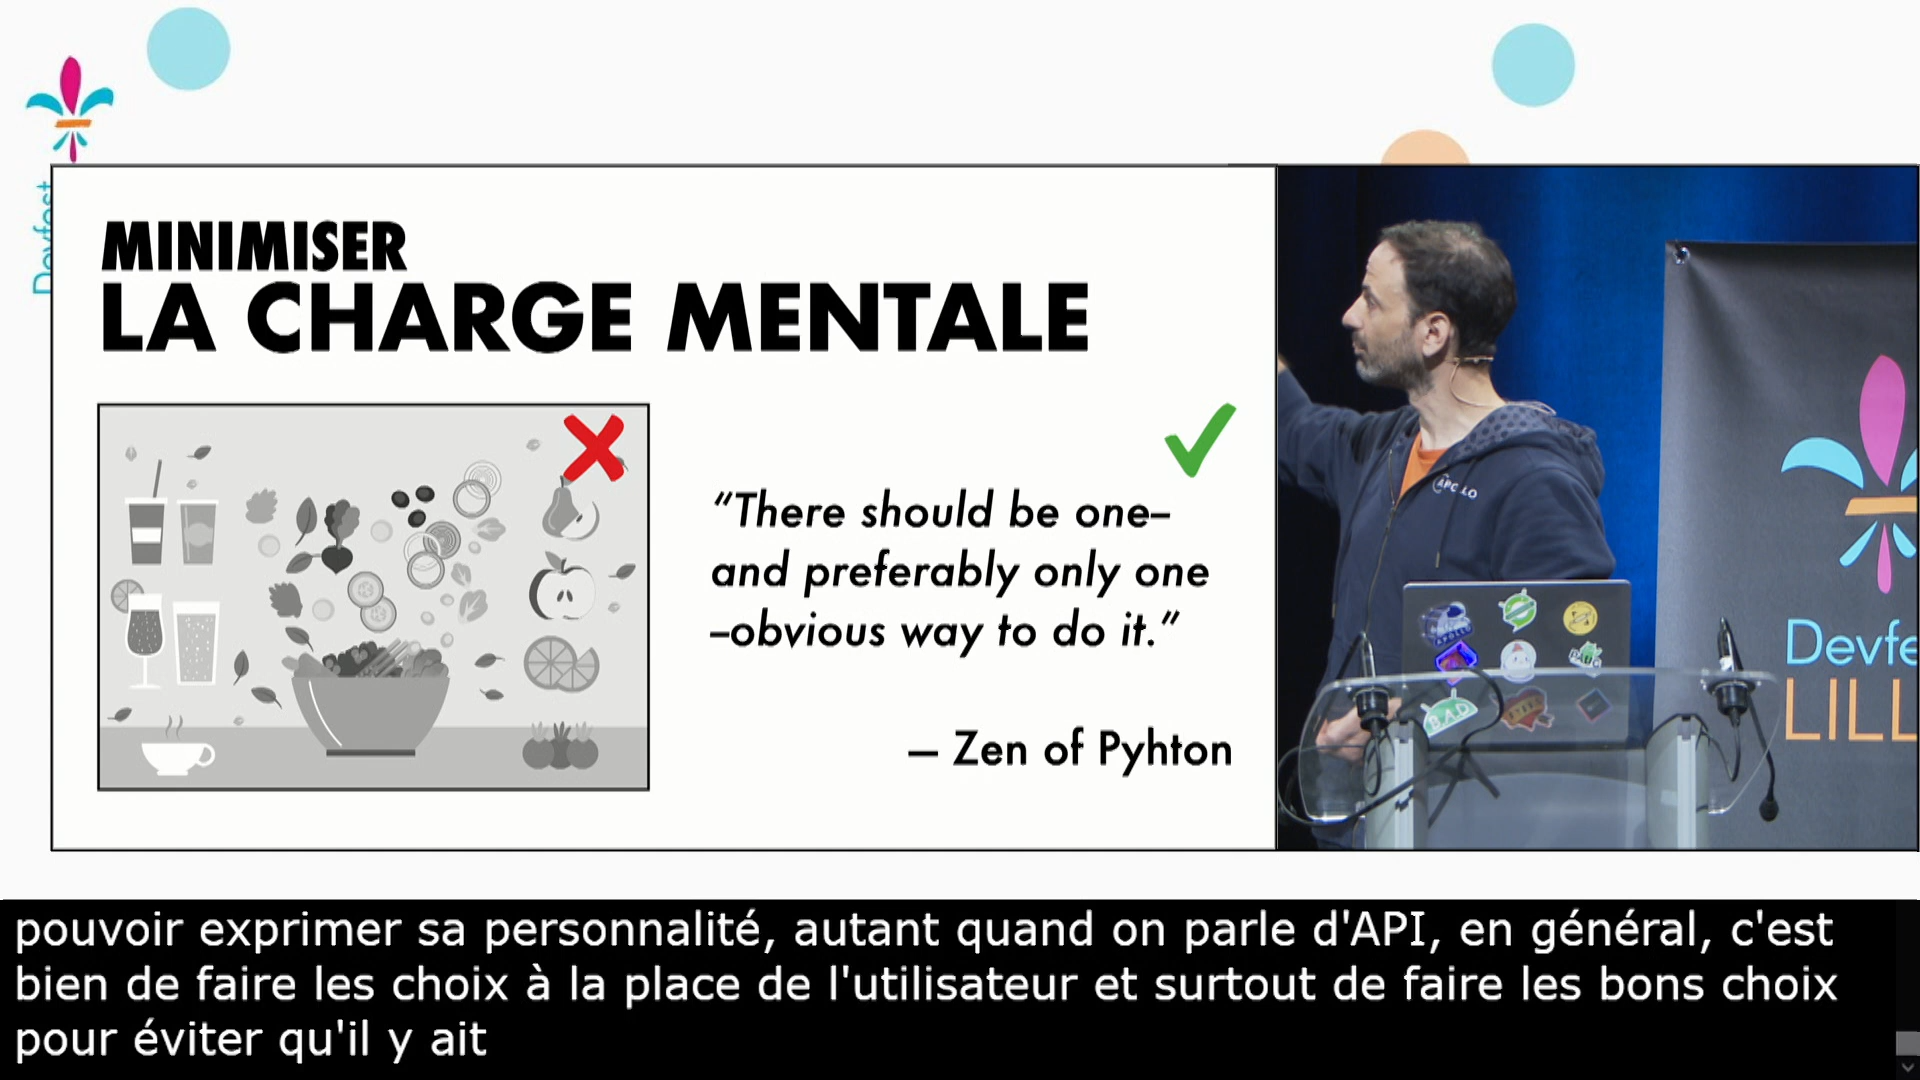 Devfest
MINIMISER
LA CHARGE MENTALE
“There should be one–
and preferably only one
–obvious way to do it.”
— Zen of Pyhton
APOLLO
APOLLO
B.A.D
Devfe
LILL
pouvoir exprimer sa personnalité, autant quand on parle d'API, en général, c'est
bien de faire les choix à la place de l'utilisateur et surtout de faire les bons choix
pour éviter qu'il y ait